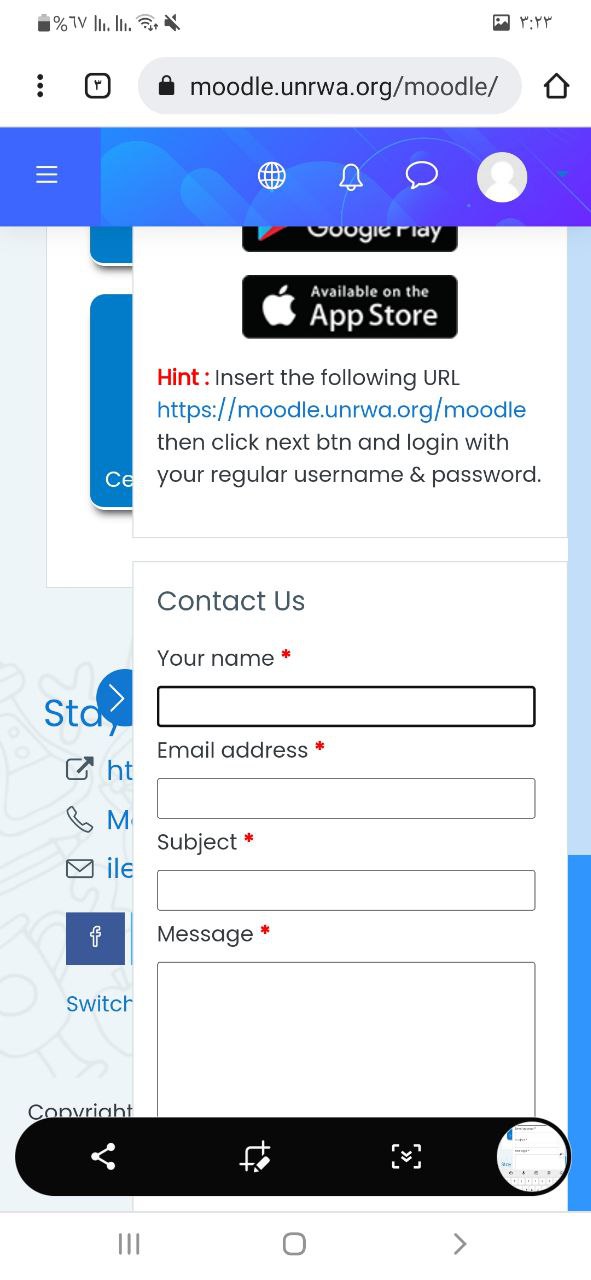 %٦٧
٣:٢٣
٣
moodle.unrwa.org/moodle/
Google Play
Available on the
App Store
Hint : Insert the following URL
https://moodle.unrwa.org/moodle
then click next btn and login with
your regular username & password.
Ce
Contact Us
Your name *
Email address *
Subject *
Message *
Stay
ht
ile
Switch
Copyright